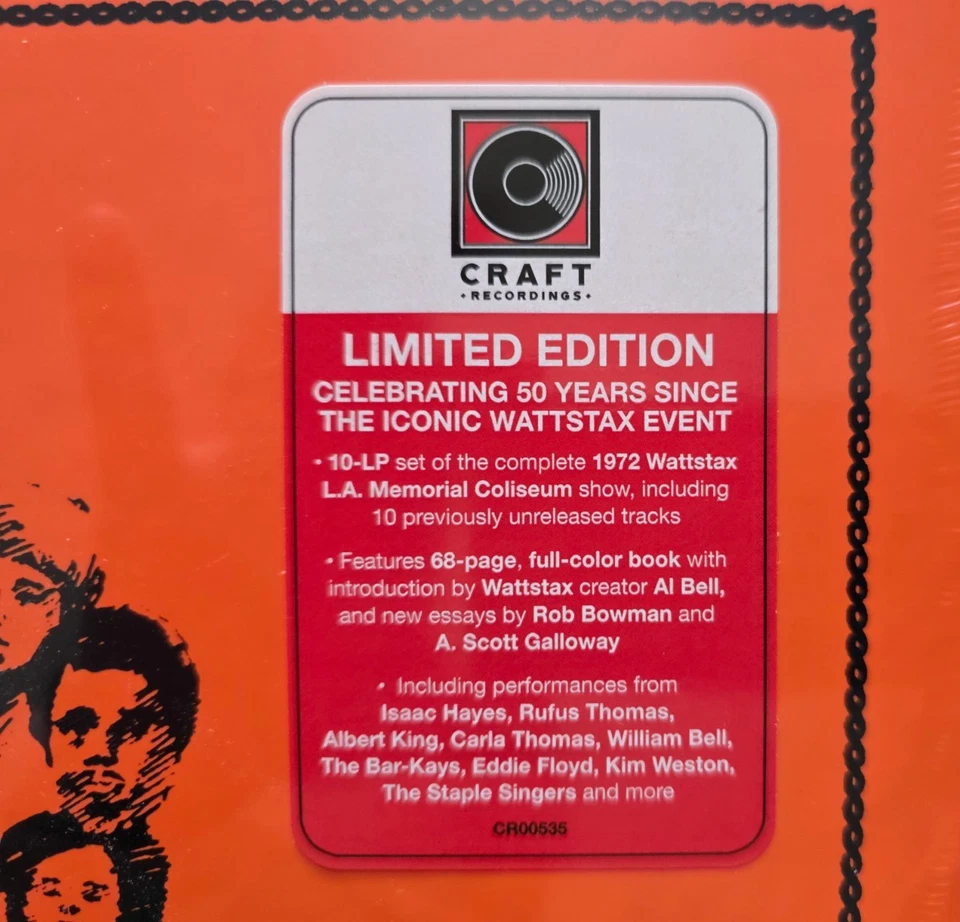 CRAFT
• RECORDINGS •
LIMITED EDITION
CELEBRATING 50 YEARS SINCE
THE ICONIC WATTSTAX EVENT
• 10-LP set of the complete 1972 Wattstax
L.A. Memorial Coliseum show, including
10 previously unreleased tracks
• Features 68-page, full-color book with
introduction by Wattstax creator Al Bell,
and new essays by Rob Bowman and
A. Scott Galloway
• Including performances from
Isaac Hayes, Rufus Thomas,
Albert King, Carla Thomas, William Bell,
The Bar-Kays, Eddie Floyd, Kim Weston,
The Staple Singers and more
CR00535